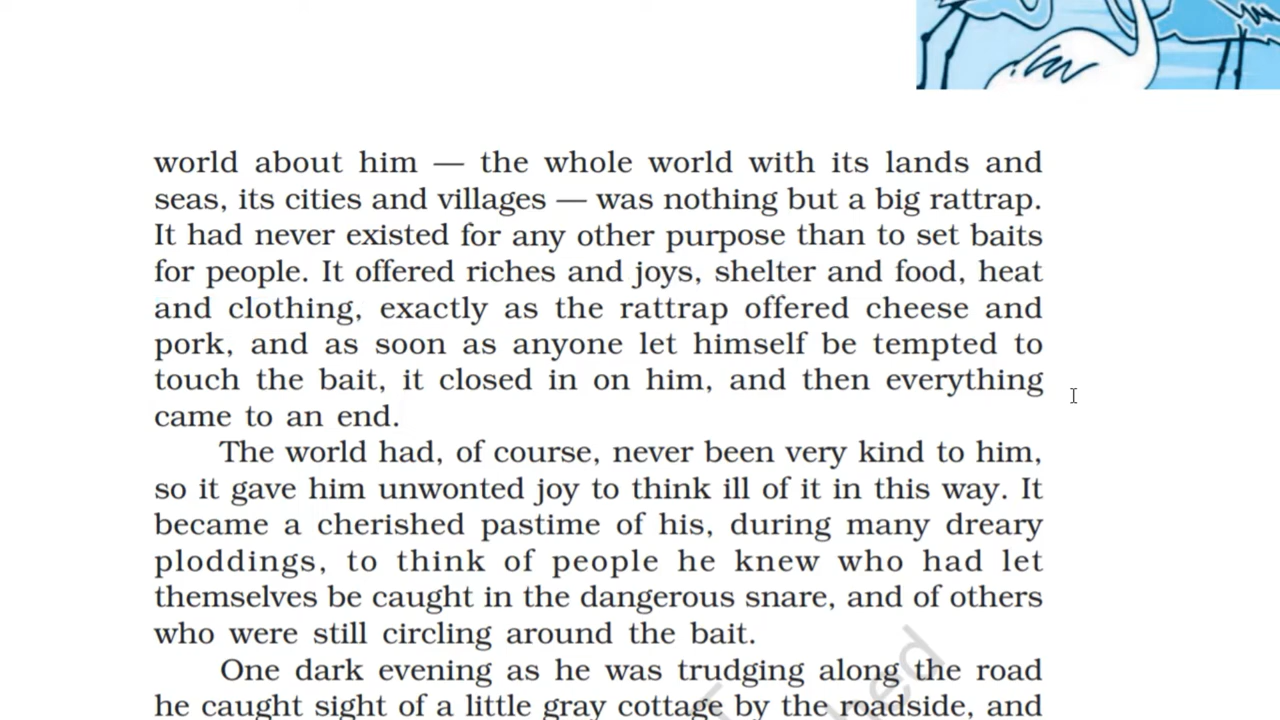 world about him — the whole world with its lands and
seas, its cities and villages — was nothing but a big rattrap.
It had never existed for any other purpose than to set baits
for people. It offered riches and joys, shelter and food, heat
and clothing, exactly as the rattrap offered cheese and
pork, and as soon as anyone let himself be tempted to
touch the bait, it closed in on him, and then everything
came to an end.
The world had, of course, never been very kind to him,
so it gave him unwonted joy to think ill of it in this way. It
became a cherished pastime of his, during many dreary
ploddings, to think of people he knew who had let
themselves be caught in the dangerous snare, and of others
who were still circling around the bait.
One dark evening as he was trudging along the road
he caught sight of a little gray cottage by the roadside, and